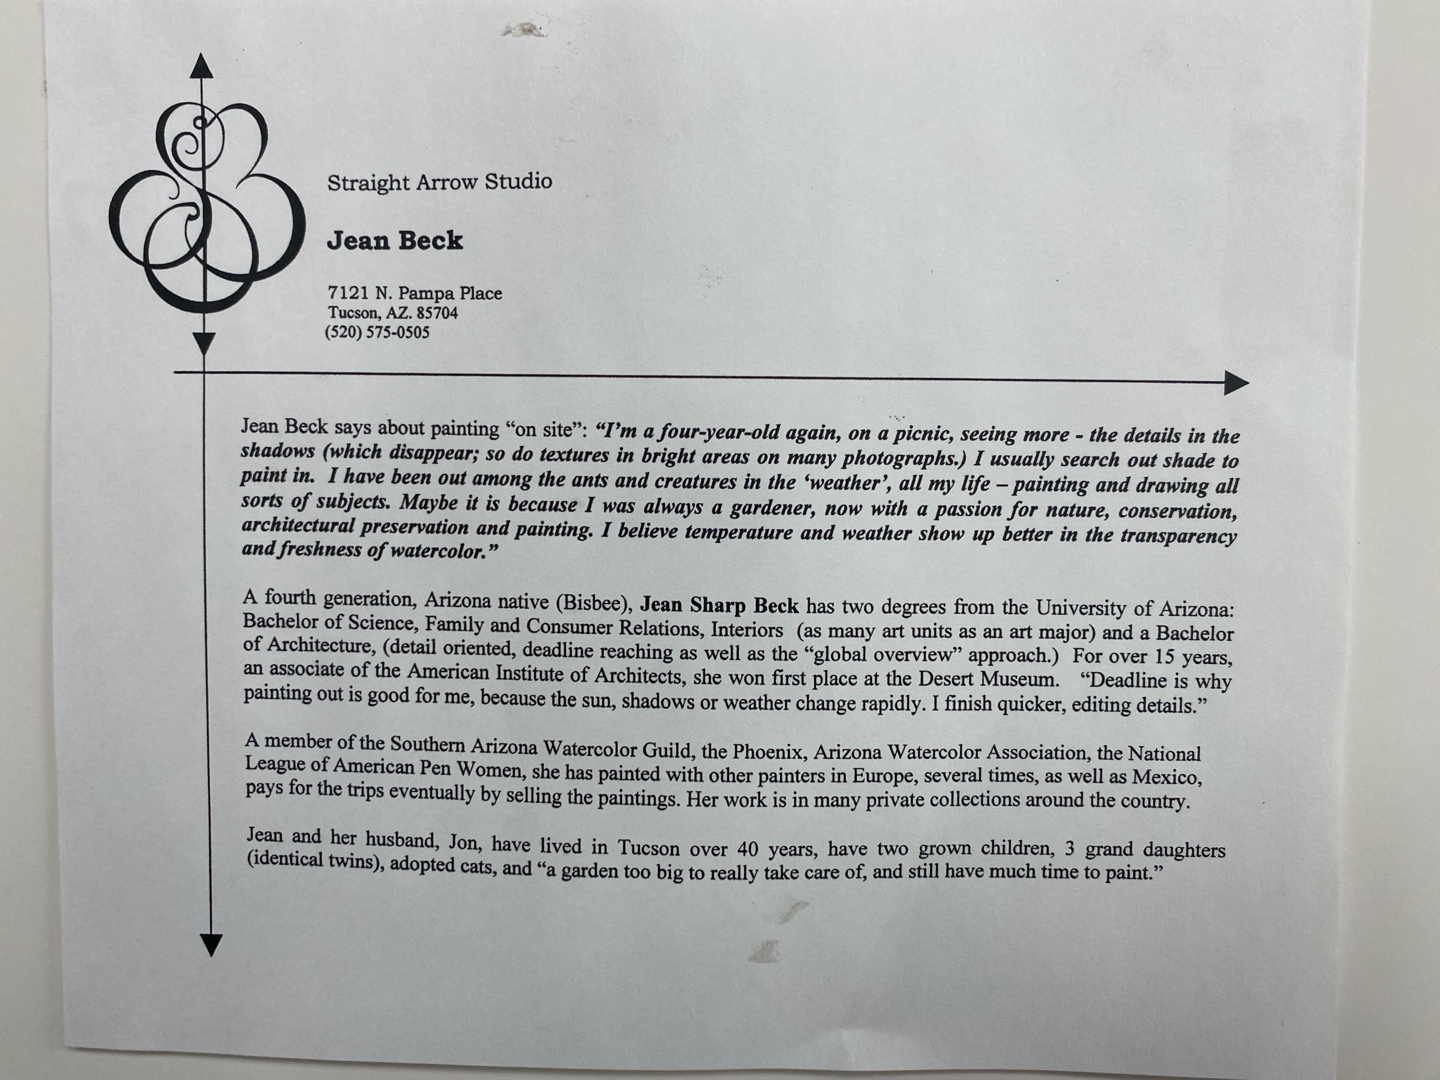 Straight Arrow Studio
Jean Beck
7121 N. Pampa Place
Tucson, AZ. 85704
(520) 575-0505
Jean Beck says about painting “on site”: “I’m a four-year-old again, on a picnic, seeing more - the details in the
shadows (which disappear; so do textures in bright areas on many photographs.) I usually search out shade to
paint in. I have been out among the ants and creatures in the ‘weather’, all my life – painting and drawing all
sorts of subjects. Maybe it is because I was always a gardener, now with a passion for nature, conservation,
architectural preservation and painting. I believe temperature and weather show up better in the transparency
and freshness of watercolor.”
A fourth generation, Arizona native (Bisbee), Jean Sharp Beck has two degrees from the University of Arizona:
Bachelor of Science, Family and Consumer Relations, Interiors (as many art units as an art major) and a Bachelor
of Architecture, (detail oriented, deadline reaching as well as the “global overview” approach.) For over 15 years,
an associate of the American Institute of Architects, she won first place at the Desert Museum. “Deadline is why
painting out is good for me, because the sun, shadows or weather change rapidly. I finish quicker, editing details.”
A member of the Southern Arizona Watercolor Guild, the Phoenix, Arizona Watercolor Association, the National
League of American Pen Women, she has painted with other painters in Europe, several times, as well as Mexico,
pays for the trips eventually by selling the paintings. Her work is in many private collections around the country.
Jean and her husband, Jon, have lived in Tucson over 40 years, have two grown children, 3 grand daughters
(identical twins), adopted cats, and “a garden too big to really take care of, and still have much time to paint.”